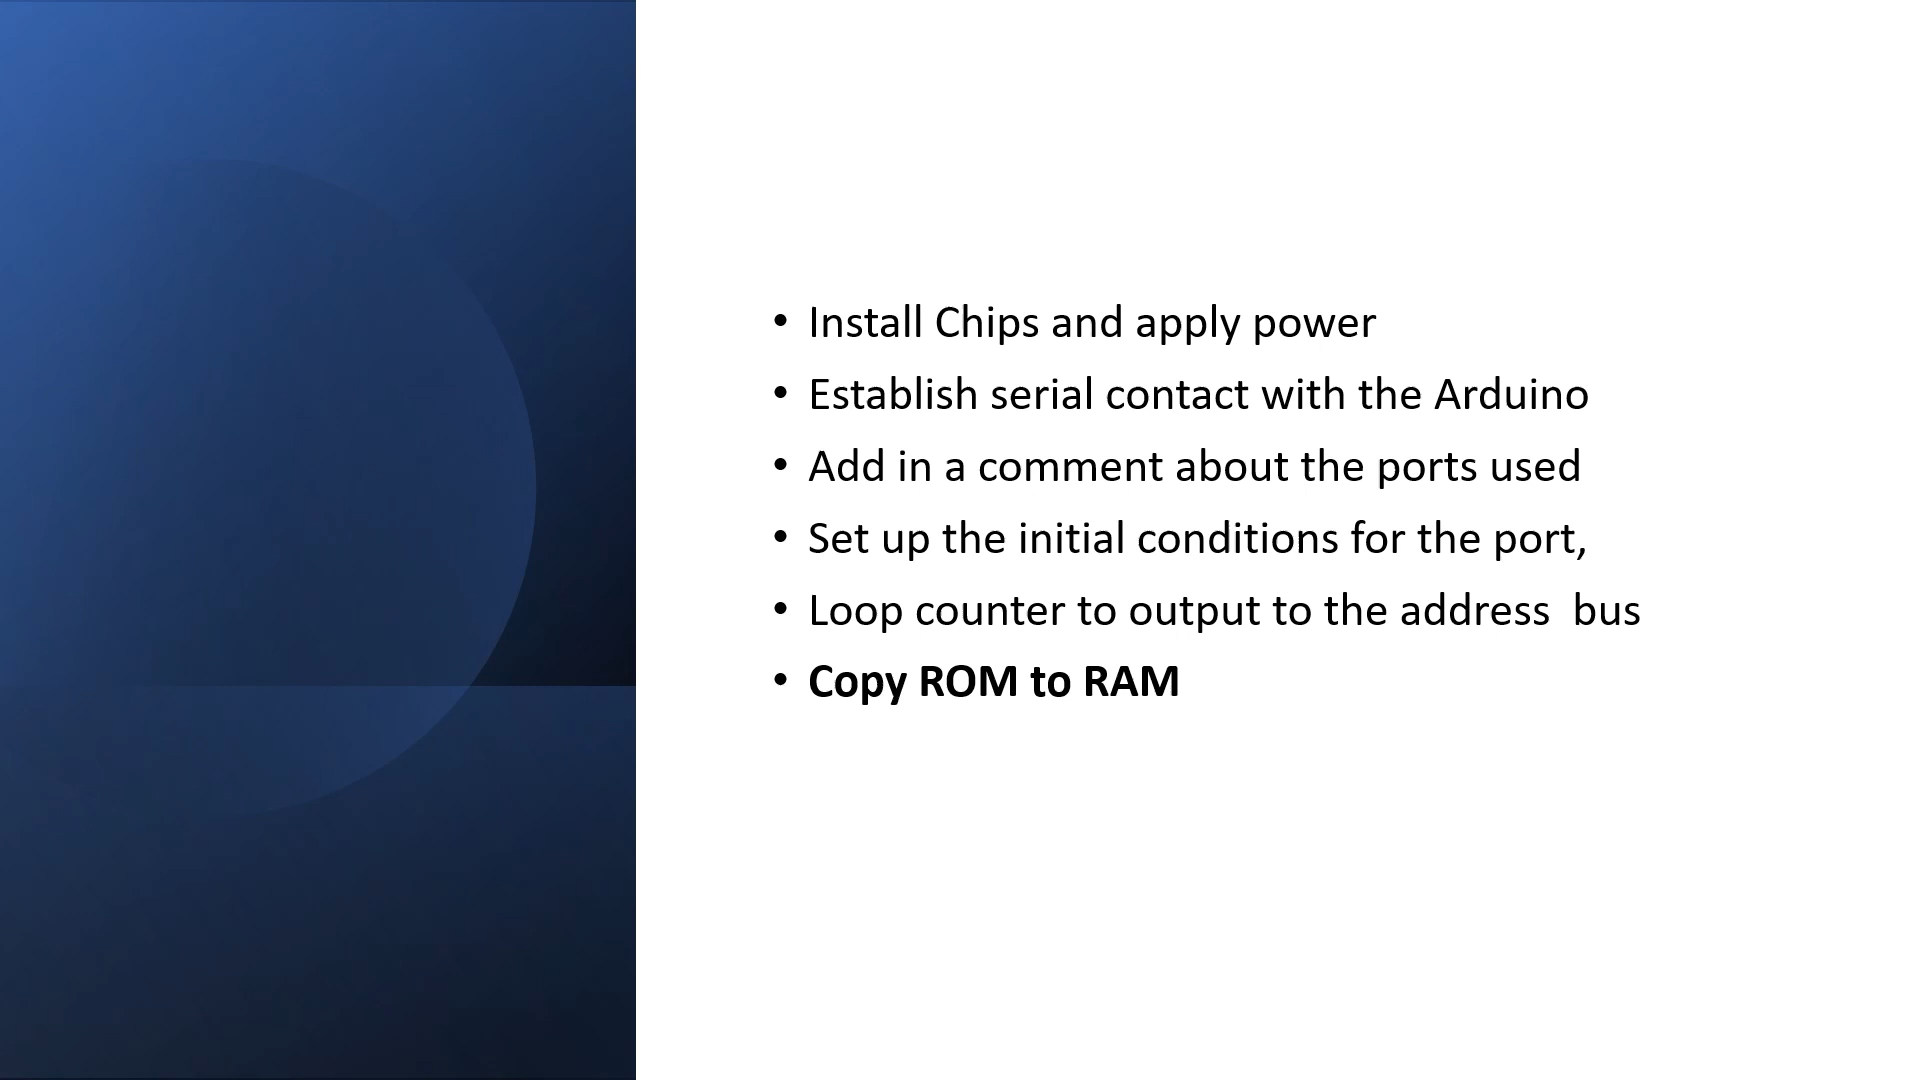 • Install Chips and apply power
• Establish serial contact with the Arduino
• Add in a comment about the ports used
• Set up the initial conditions for the port,
• Loop counter to output to the address  bus
• Copy ROM to RAM